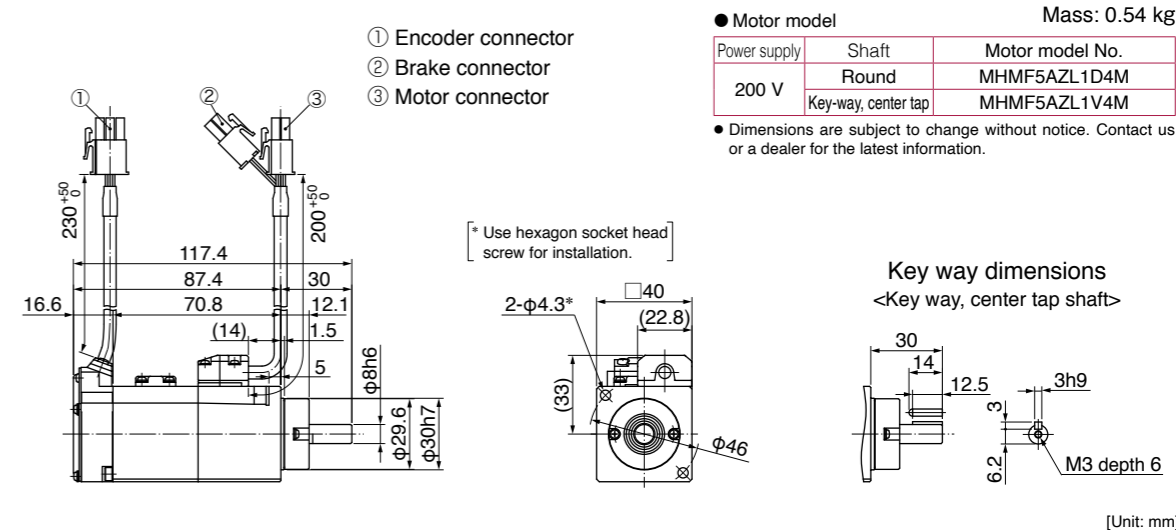 ① Encoder connector
② Brake connector
③ Motor connector
● Motor model
Mass: 0.54 kg
Power supply Shaft Motor model No.
200 V Round MHMF5AZL1D4M
Key-way, center tap MHMF5AZL1V4M
● Dimensions are subject to change without notice. Contact us
or a dealer for the latest information.
① ② ③
230 +50 0
200 +50 0
117.4
87.4 30
16.6 70.8 12.1
(14) 1.5
5
φ8h6
φ29.6
φ30h7
* Use hexagon socket head
screw for installation.
2-φ4.3*
□40
(22.8)
(33)
φ46
Key way dimensions
<Key way, center tap shaft>
30
14
12.5
3h9
3
6.2
M3 depth 6
[Unit: mm]